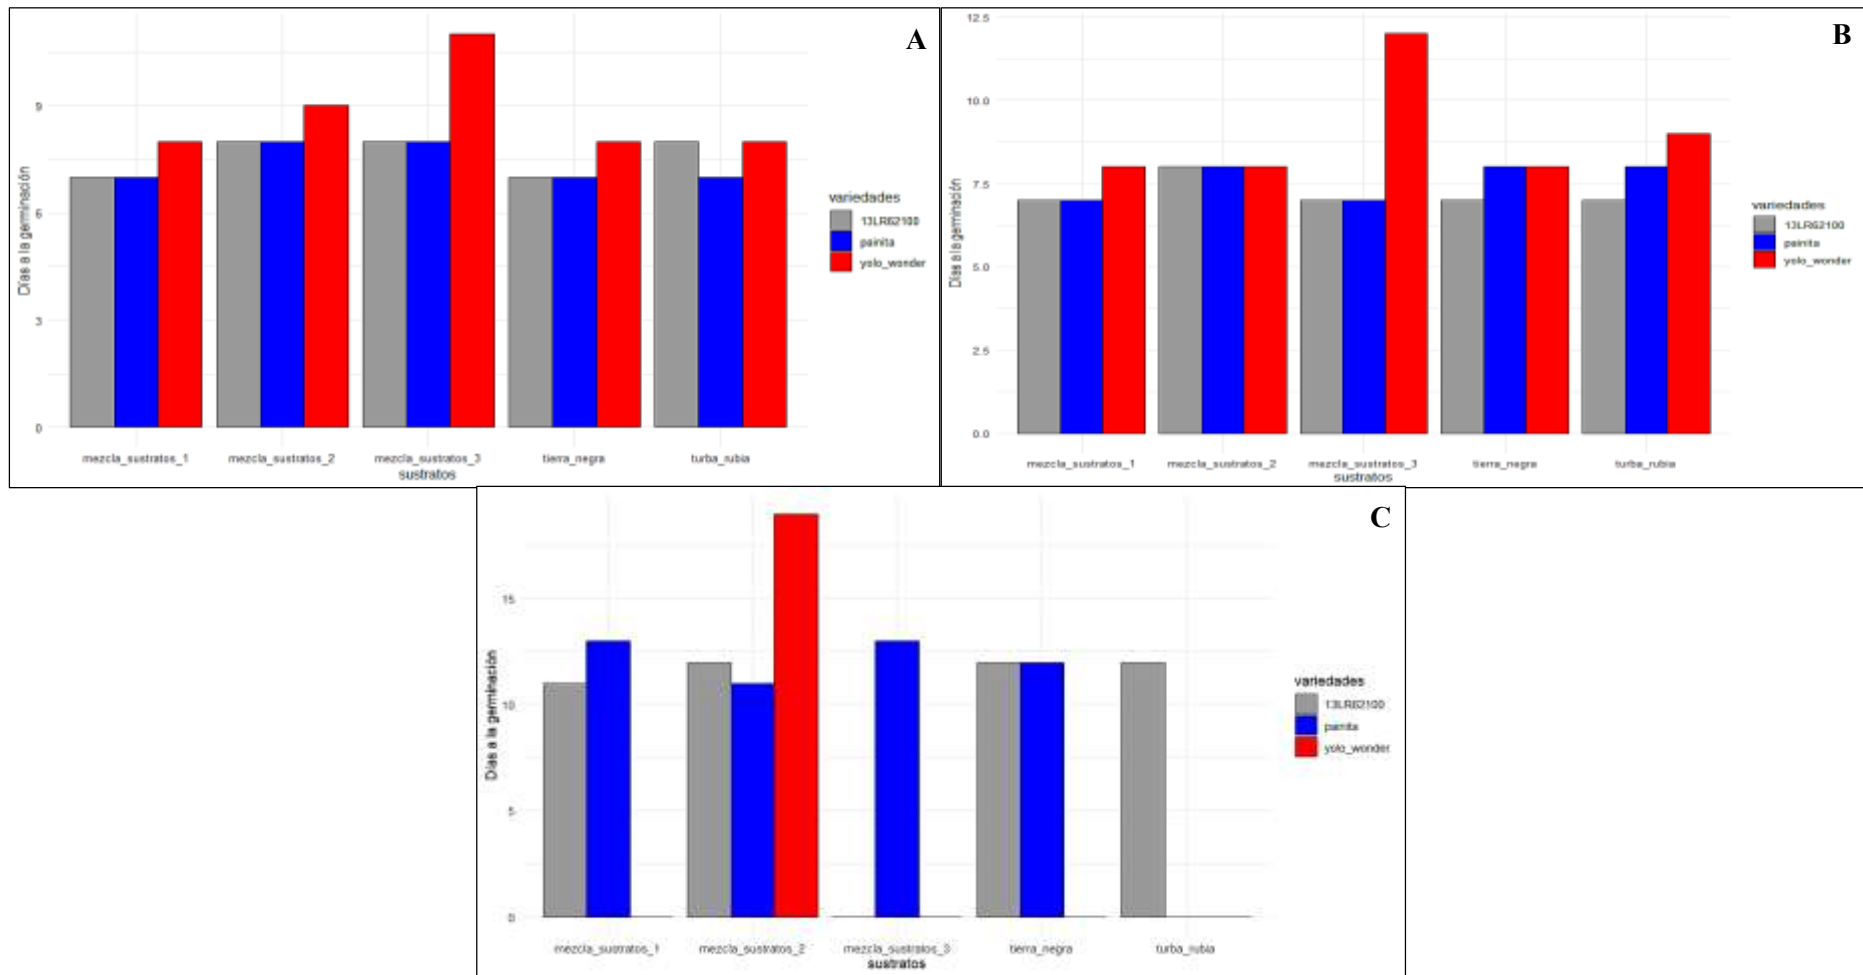 A
9
6
3
0
Días a la germinación
mezcla_sustratos_1
mezcla_sustratos_2
mezcla_sustratos_3
tierra_negra
turba_rubia
sustratos
variedades
13LR62100
painita
yolo_wonder
B
12.5
10.0
7.5
5.0
2.5
0.0
Días a la germinación
mezcla_sustratos_1
mezcla_sustratos_2
mezcla_sustratos_3
tierra_negra
turba_rubia
sustratos
variedades
13LR62100
painita
yolo_wonder
C
15
10
5
0
Días a la germinación
mezcla_sustratos_1
mezcla_sustratos_2
mezcla_sustratos_3
tierra_negra
turba_rubia
sustratos
variedades
13LR62100
painita
yolo_wonder